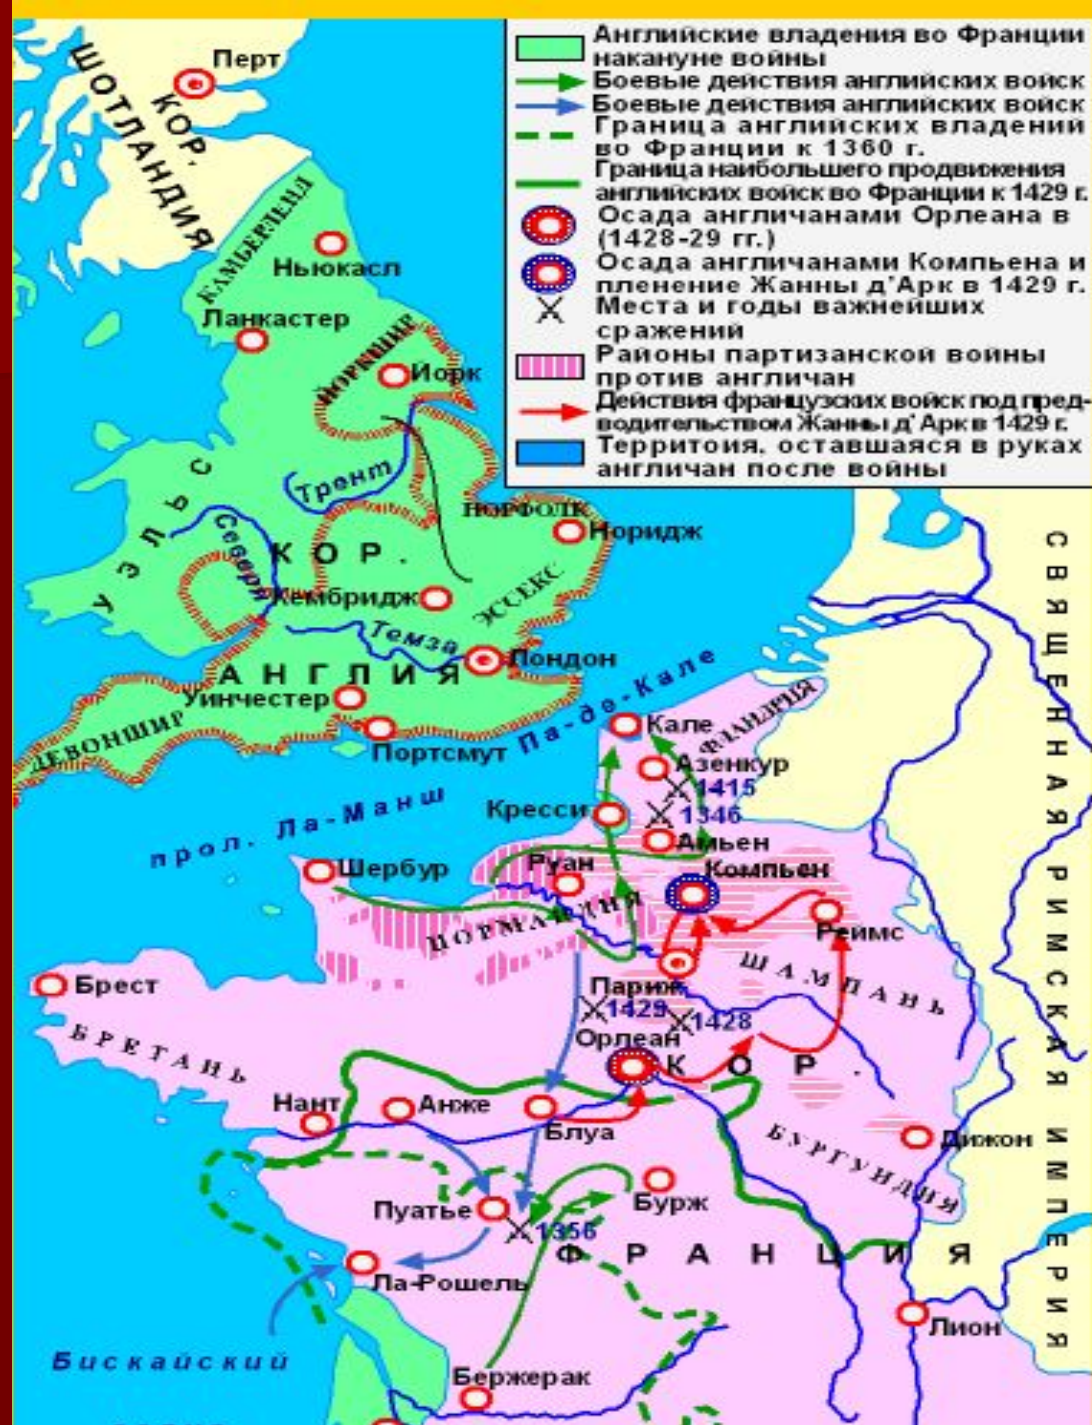 Английские владения во Франции
накануне войны
Боевые действия английских войск
Боевые действия английских войск
Граница английских владений
во Франции к 1360 г.
Граница наибольшего продвижения
английских войск во Франции к 1429 г.
Осада англичанами Орлеана в
(1428-29 гг.)
Осада англичанами Компьена и
пленение Жанны д'Арк в 1429 г.
Места и годы важнейших
сражений
Районы партизанской войны
против англичан
Действия французских войск под пред-
водительством Жанны д'Арк в 1429 г.
Территоия, оставшаяся в руках
англичан после войны
Перт
КОР.
ШОТЛАНДИЯ
КАМБЕРЛЕНД
Ньюкасл
Ланкастер
ЙОРКШИР
Йорк
Трент
УЭЛЬС
Северн
НОРФОЛК
Норидж
КОР.
Кембридж
ЭССЕКС
Темза
Лондон
АНГЛИЯ
Уинчестер
ДЕВОНШИР
Портсмут
Па-де-Кале
прол. Ла-Манш
СВЯЩЕННАЯ РИМСКАЯ ИМПЕРИЯ
Кале
ФЛАНДРИЯ
Азенкур
1415
Кресси
1346
Амьен
Шербур
Руан
Компьен
НОРМАНДИЯ
Реймс
ШАМПАНЬ
Брест
Париж
1429
1428
БРЕТАНЬ
Орлеан
КОР.
Нант
Анже
Блуа
БУРГУНДИЯ
Дижон
Пуатье
Бурж
1356
ФРАНЦИЯ
Ла-Рошель
Лион
Бискайский
Бержерак